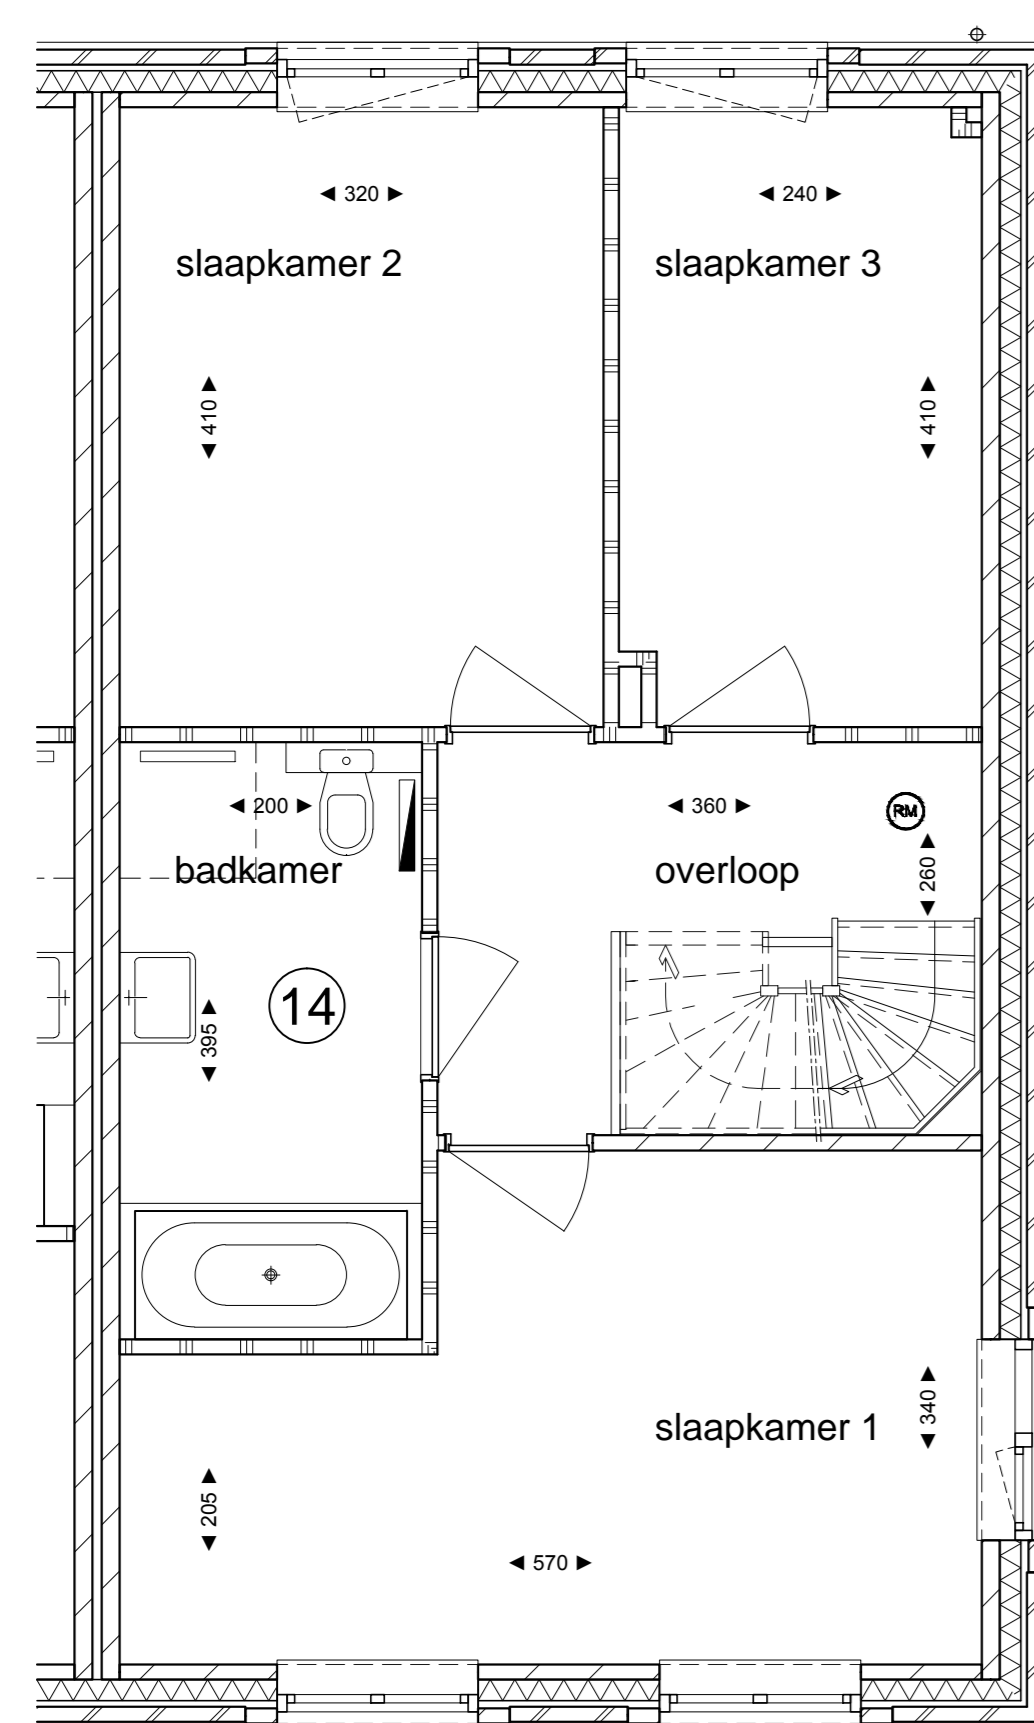 ◄ 320 ►
◄ 240 ►
slaapkamer 2
slaapkamer 3
◄ 410 ►
◄ 410 ►
◄ 200 ►
◄ 360 ►
RM
badkamer
overloop
◄ 260 ►
14
◄ 395 ►
◄ 340 ►
slaapkamer 1
◄ 205 ►
◄ 570 ►